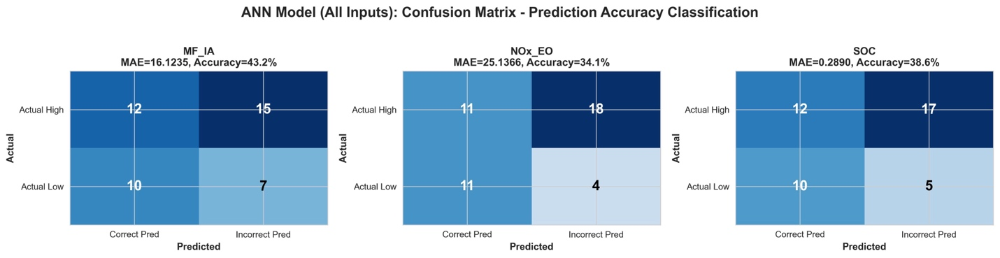 ANN Model (All Inputs): Confusion Matrix - Prediction Accuracy Classification
MF_IA
MAE=16.1235, Accuracy=43.2%
Actual High
Actual Low
Actual
12
15
10
7
Correct Pred
Incorrect Pred
Predicted
NOx_EO
MAE=25.1366, Accuracy=34.1%
Actual High
Actual Low
Actual
11
18
11
4
Correct Pred
Incorrect Pred
Predicted
SOC
MAE=0.2890, Accuracy=38.6%
Actual High
Actual Low
Actual
12
17
10
5
Correct Pred
Incorrect Pred
Predicted